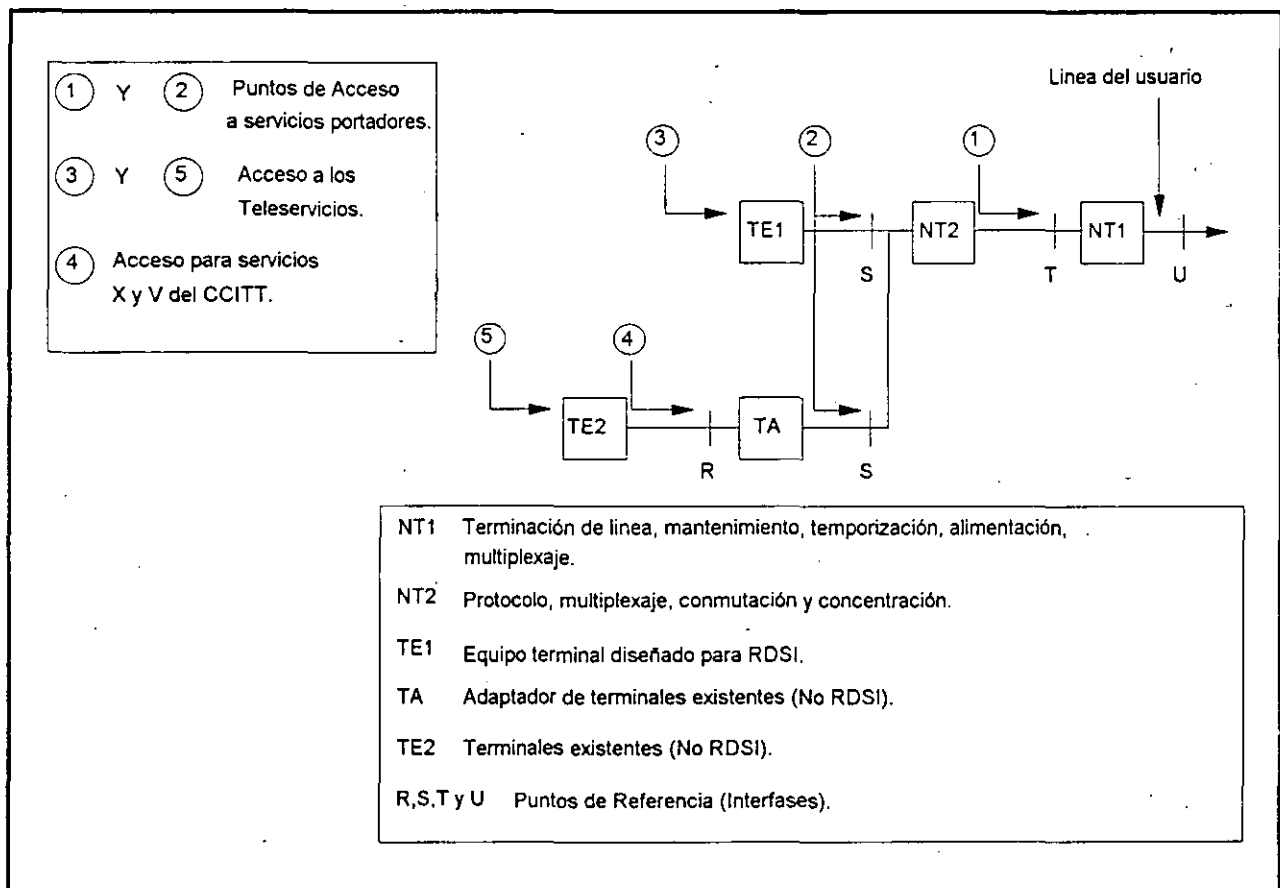 1 Y 2 Puntos de Acceso
a servicios portadores.
3 Y 5 Acceso a los
Teleservicios.
4 Acceso para servicios
X y V del CCITT.
Linea del usuario
3 2 1
TE1 NT2 NT1
S T U
5 4
TE2 TA
R S
NT1 Terminación de linea, mantenimiento, temporización, alimentación,
multiplexaje.
NT2 Protocolo, multiplexaje, conmutación y concentración.
TE1 Equipo terminal diseñado para RDSI.
TA Adaptador de terminales existentes (No RDSI).
TE2 Terminales existentes (No RDSI).
R,S,T y U Puntos de Referencia (Interfases).